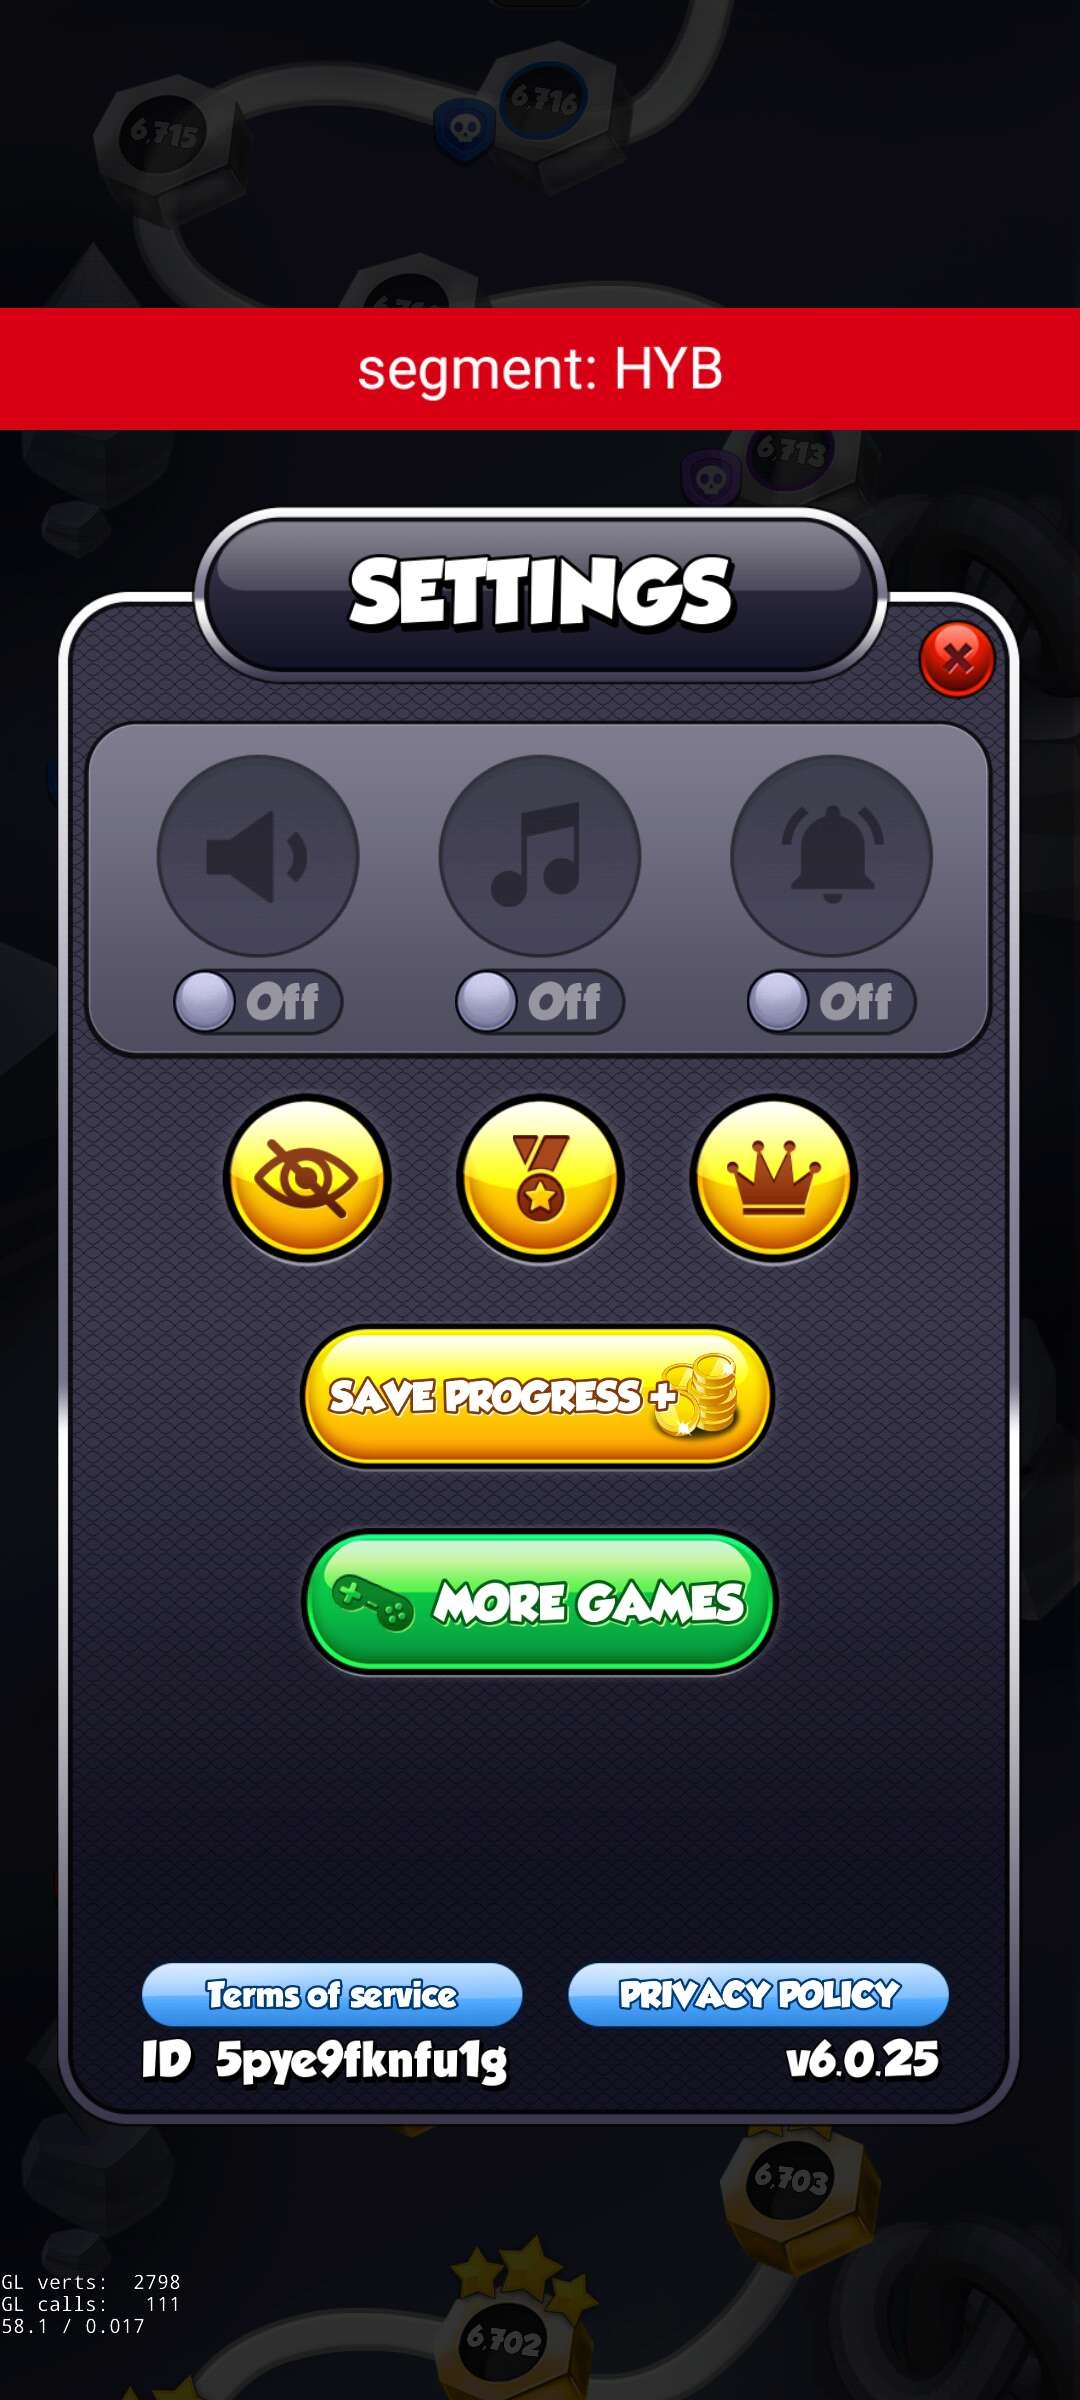 6,715
6,716
segment: HYB
6,713
SETTINGS
Off Off Off
SAVE PROGRESS +
MORE GAMES
Terms of service PRIVACY POLICY
ID 5pye9fknfu1g v6.0.25
6,703
GL verts: 2798
GL calls: 111
58.1 / 0.017
6,702